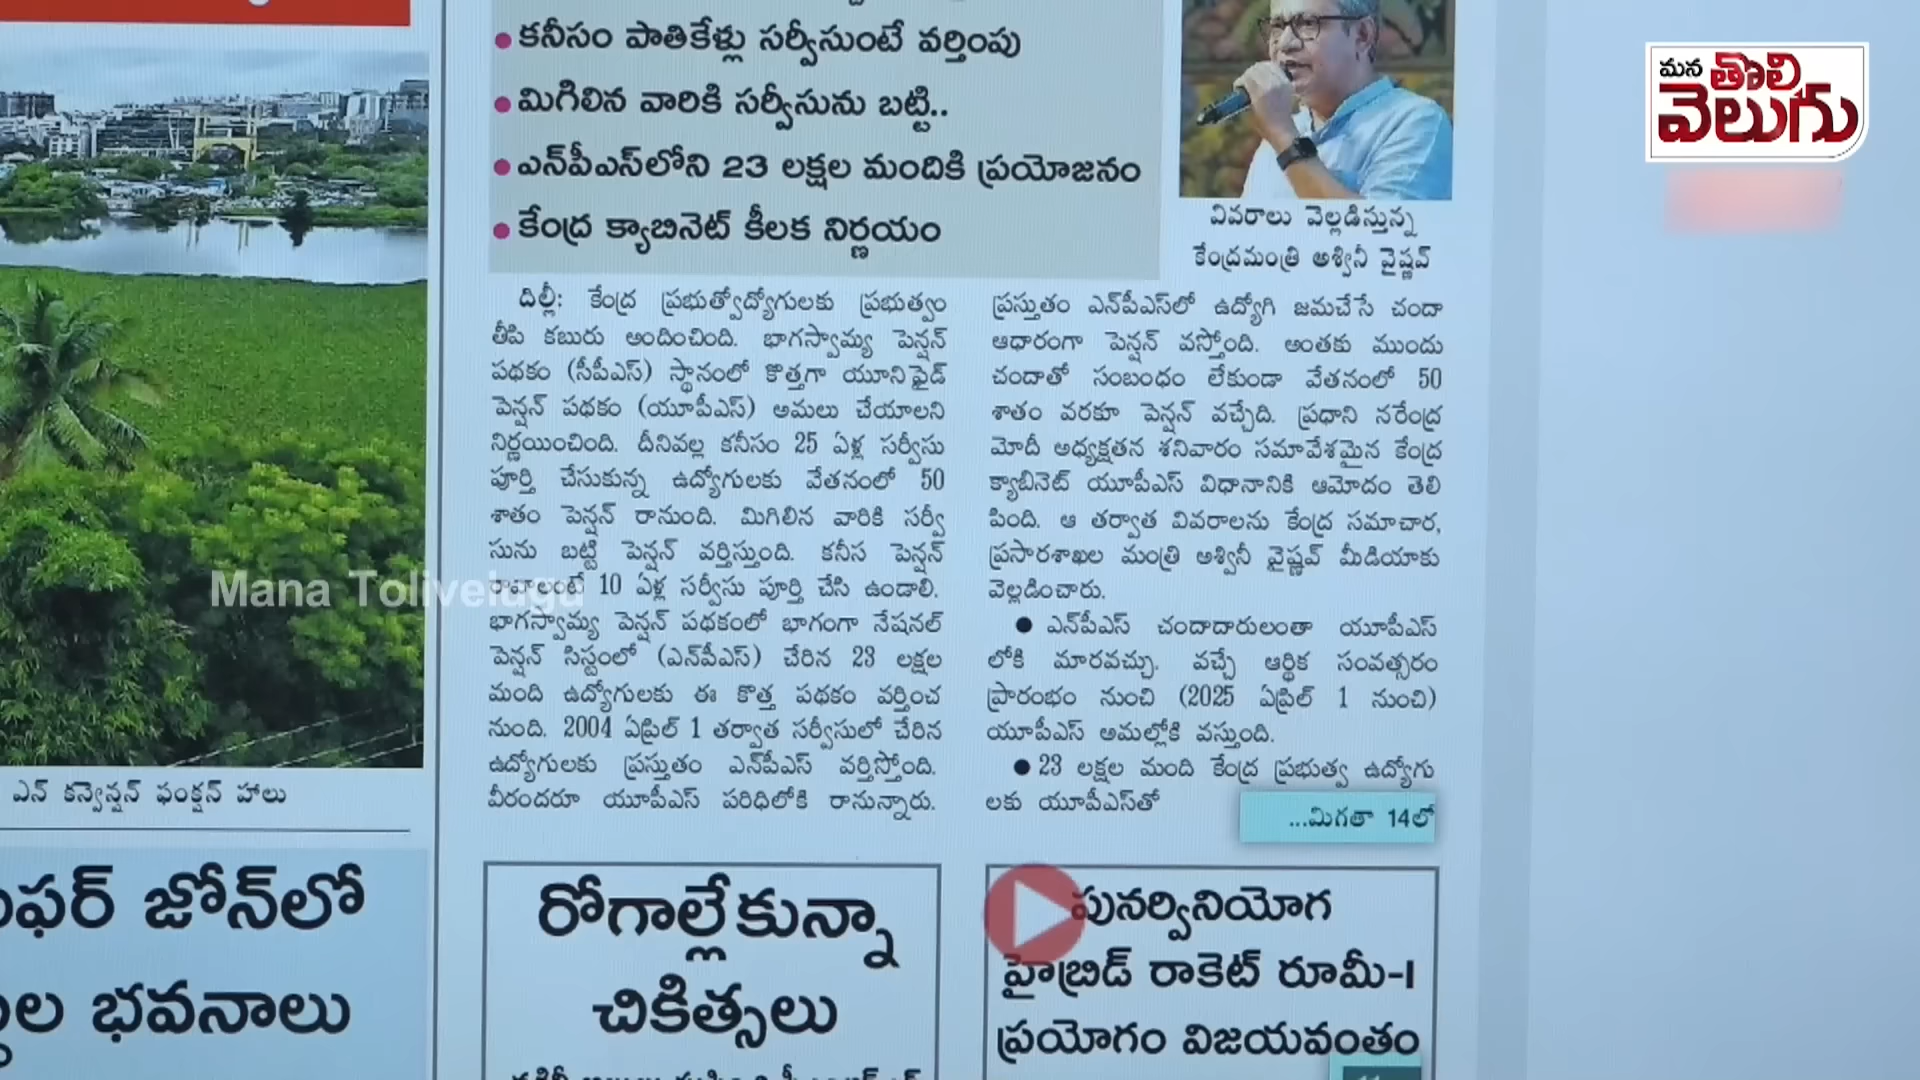 మన తొలి
వెలుగు
కనీసం పాతికేళ్లు సర్వీసుంటే వర్తింపు
మిగిలిన వారికి సర్వీసును బట్టి..
ఎన్‌పీఎస్‌లోని 23 లక్షల మందికి ప్రయోజనం
కేంద్ర క్యాబినెట్ కీలక నిర్ణయం
వివరాలు వెల్లడిస్తున్న
కేంద్రమంత్రి అశ్వినీ వైష్ణవ్
దిల్లీ: కేంద్ర ప్రభుత్వోద్యోగులకు ప్రభుత్వం
తీపి కబురు అందించింది. భాగస్వామ్య పెన్షన్
పథకం (సీపీఎస్) స్థానంలో కొత్తగా యూనిఫైడ్
పెన్షన్ పథకం (యూపీఎస్) అమలు చేయాలని
నిర్ణయించింది. దీనివల్ల కనీసం 25 ఏళ్ల సర్వీసు
పూర్తి చేసుకున్న ఉద్యోగులకు వేతనంలో 50
శాతం పెన్షన్ రానుంది. మిగిలిన వారికి సర్వీ
సును బట్టి పెన్షన్ వర్తిస్తుంది. కనీస పెన్షన్
రావాలంటే 10 ఏళ్ల సర్వీసు పూర్తి చేసి ఉండాలి.
భాగస్వామ్య పెన్షన్ పథకంలో భాగంగా నేషనల్
పెన్షన్ సిస్టంలో (ఎన్‌పీఎస్) చేరిన 23 లక్షల
మంది ఉద్యోగులకు ఈ కొత్త పథకం వర్తించ
నుంది. 2004 ఏప్రిల్ 1 తర్వాత సర్వీసులో చేరిన
ఉద్యోగులకు ప్రస్తుతం ఎన్‌పీఎస్ వర్తిస్తోంది.
వీరందరూ యూపీఎస్ పరిధిలోకి రానున్నారు.
ప్రస్తుతం ఎన్‌పీఎస్‌లో ఉద్యోగి జమచేసే చందా
ఆధారంగా పెన్షన్ వస్తోంది. అంతకు ముందు
చందాతో సంబంధం లేకుండా వేతనంలో 50
శాతం వరకూ పెన్షన్ వచ్చేది. ప్రధాని నరేంద్ర
మోదీ అధ్యక్షతన శనివారం సమావేశమైన కేంద్ర
క్యాబినెట్ యూపీఎస్ విధానానికి ఆమోదం తెలి
పింది. ఆ తర్వాత వివరాలను కేంద్ర సమాచార,
ప్రసారశాఖల మంత్రి అశ్వినీ వైష్ణవ్ మీడియాకు
వెల్లడించారు.
● ఎన్‌పీఎస్ చందాదారులంతా యూపీఎస్
లోకి మారవచ్చు. వచ్చే ఆర్థిక సంవత్సరం
ప్రారంభం నుంచి (2025 ఏప్రిల్ 1 నుంచి)
యూపీఎస్ అమల్లోకి వస్తుంది.
● 23 లక్షల మంది కేంద్ర ప్రభుత్వ ఉద్యోగు
లకు యూపీఎస్‌తో
...మిగతా 14లో
Mana Tolivelugu
ఎన్ కన్వెన్షన్ ఫంక్షన్ హాలు
ఫర్ జోన్‌లో
ల భవనాలు
రోగాల్లేకున్నా
చికిత్సలు
పునర్వినియోగ
హైబ్రిడ్ రాకెట్ రూమీ-1
ప్రయోగం విజయవంతం